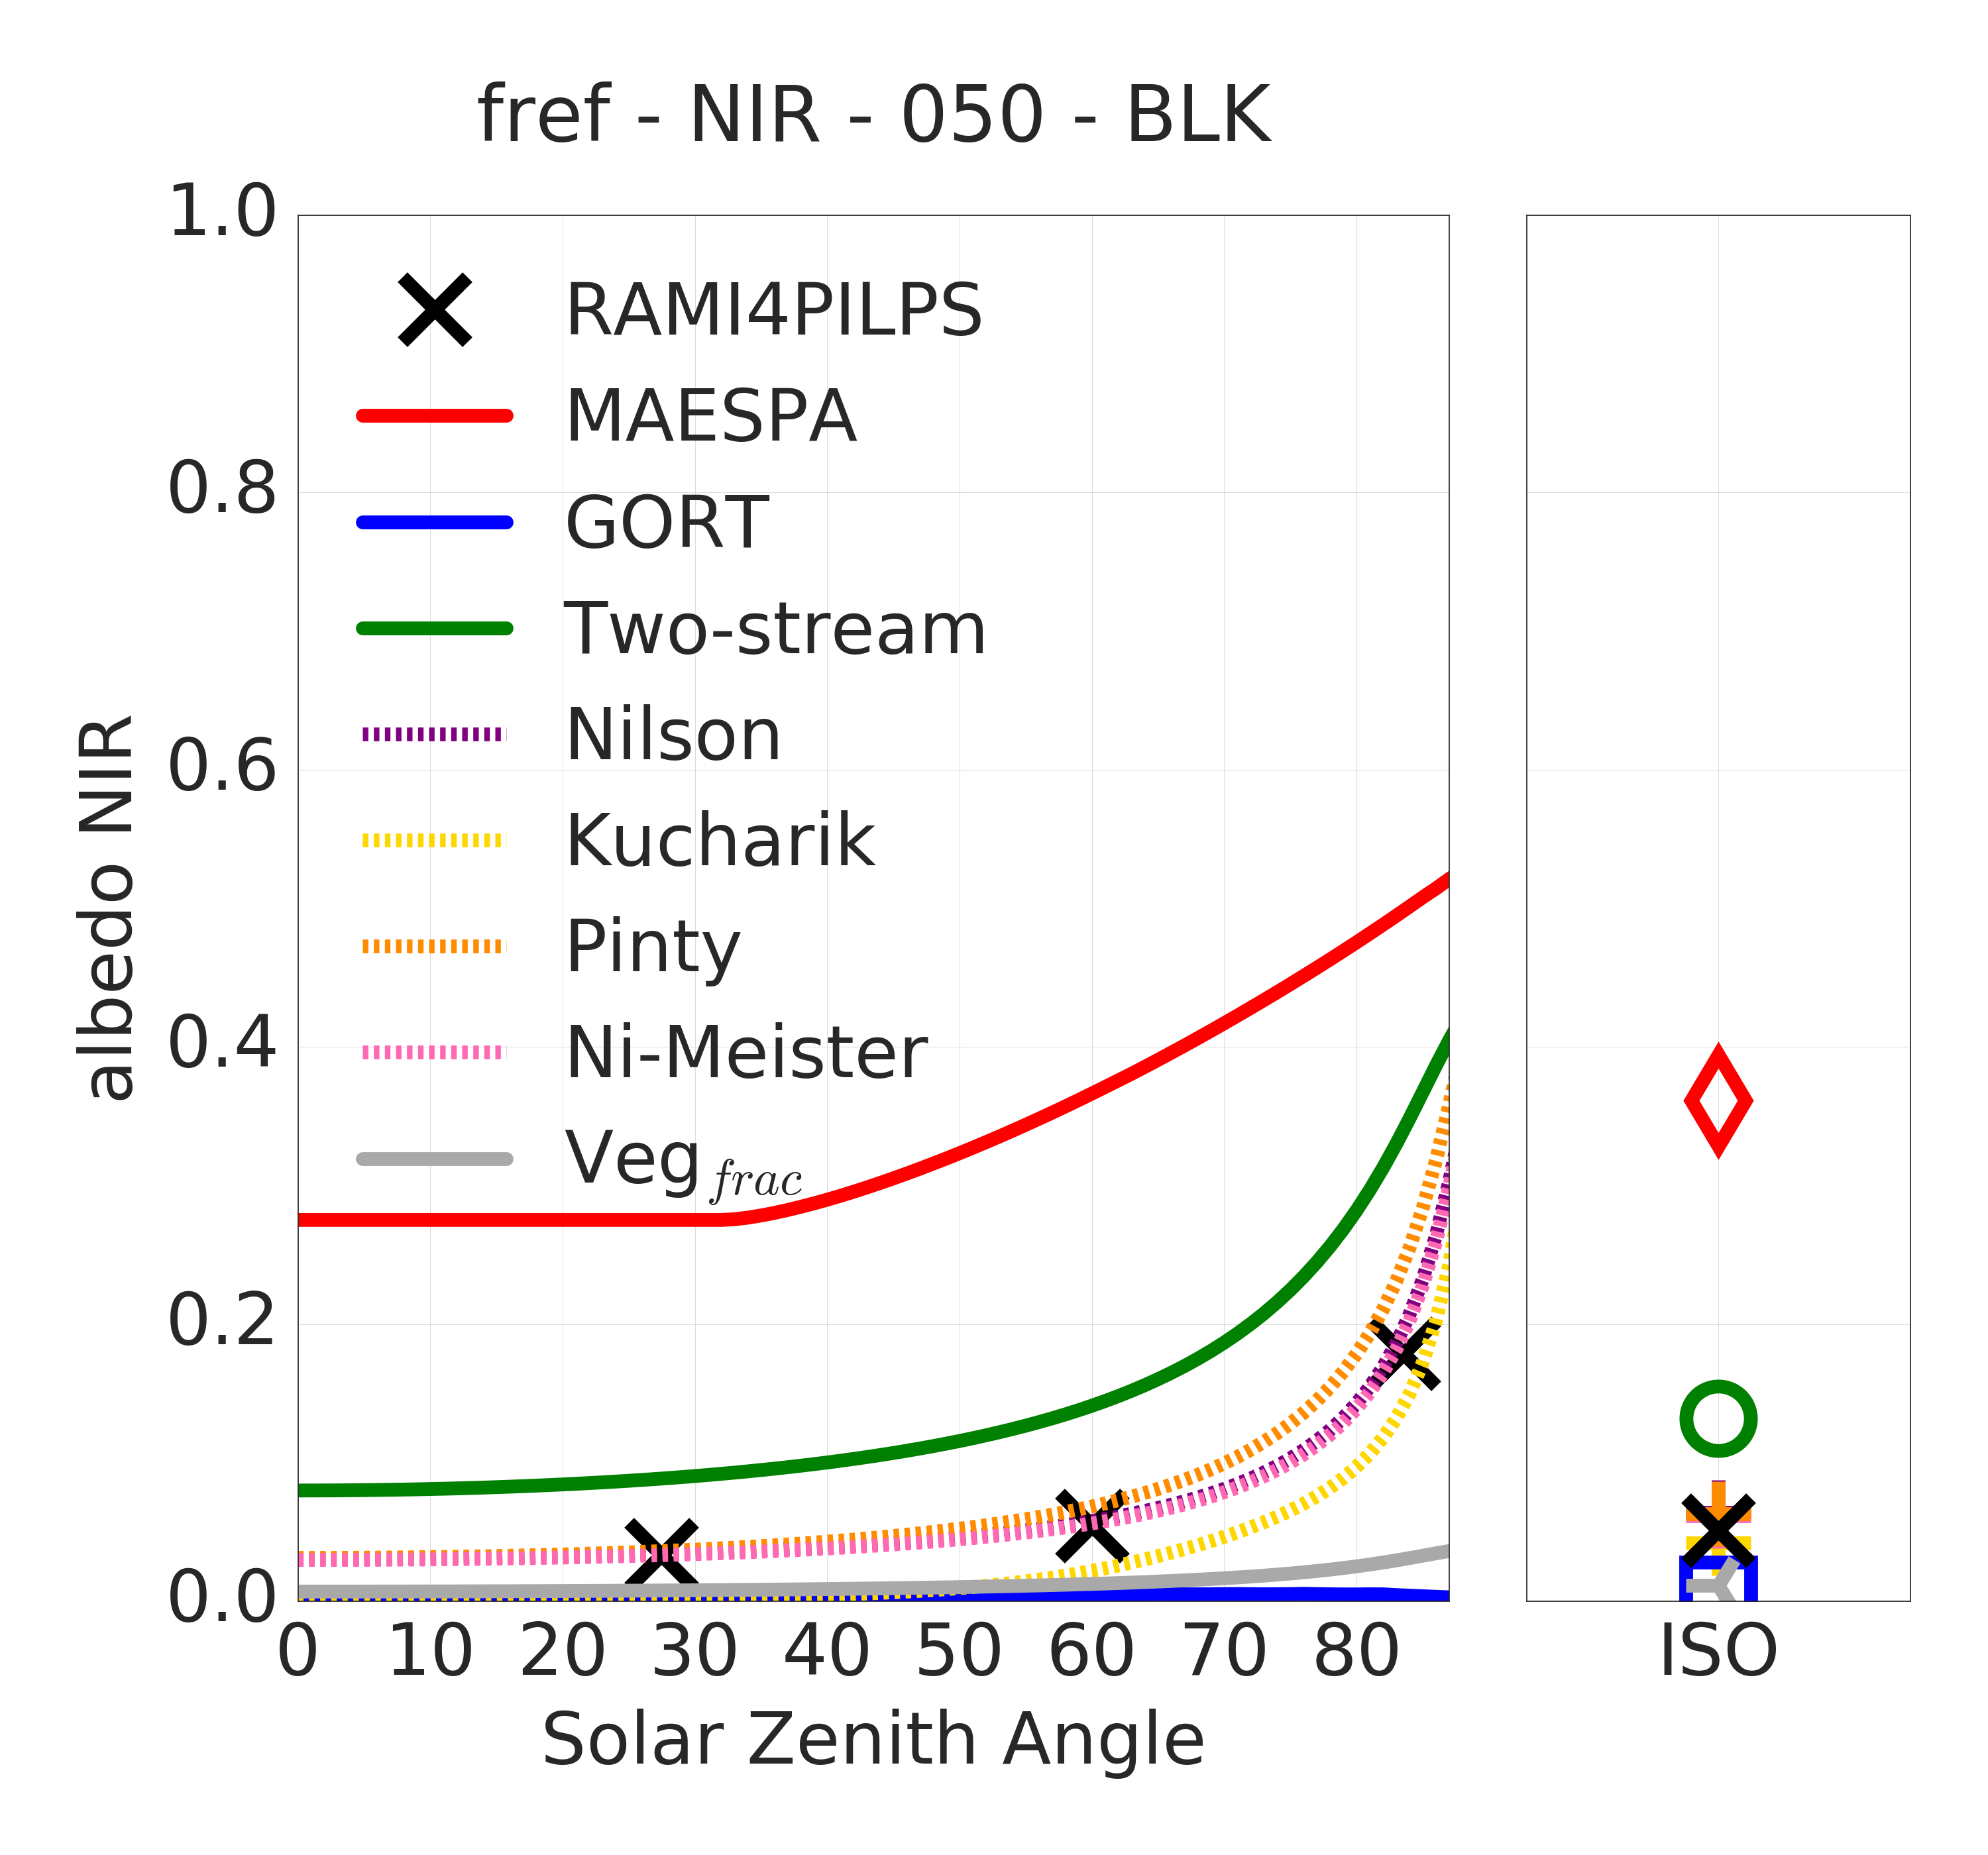 fref - NIR - 050 - BLK
1.0
0.8
0.6
0.4
0.2
0.0
albedo NIR
RAMI4PILPS
MAESPA
GORT
Two-stream
Nilson
Kucharik
Pinty
Ni-Meister
Veg frac
0 10 20 30 40 50 60 70 80
Solar Zenith Angle
ISO